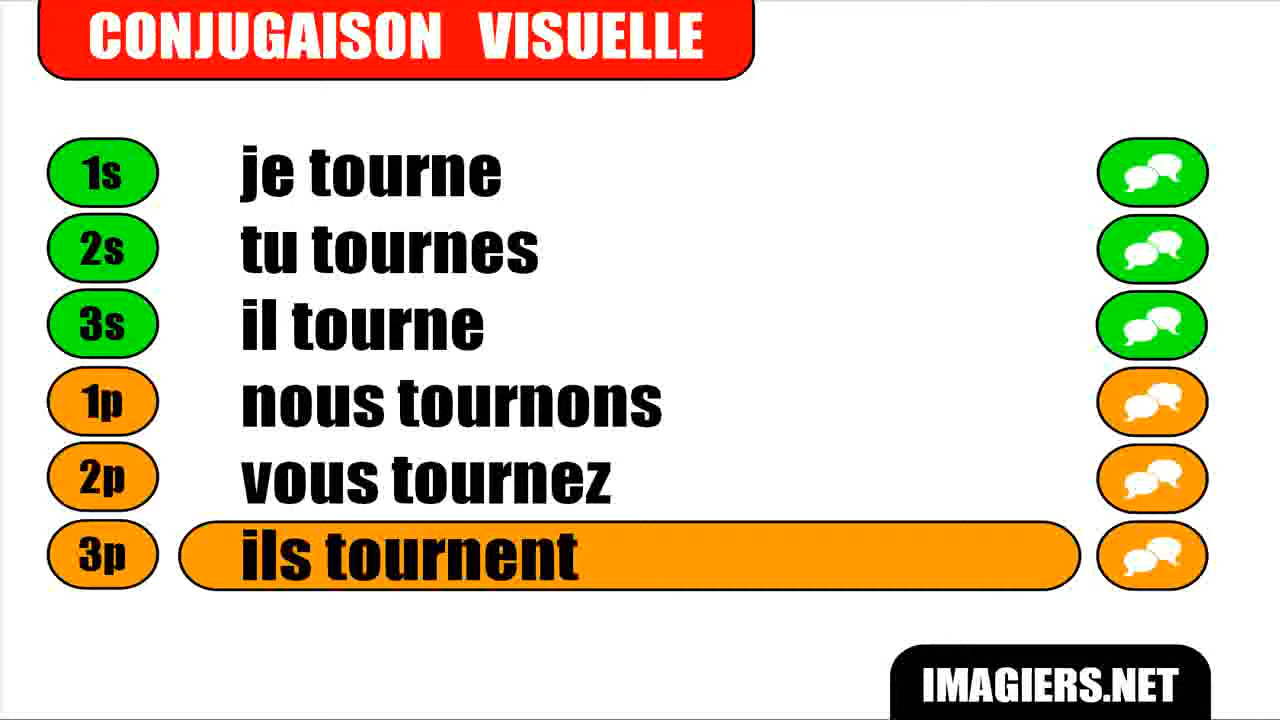 CONJUGAISON VISUELLE
1s je tourne
2s tu tournes
3s il tourne
1p nous tournons
2p vous tournez
3p ils tournent
IMAGIERS.NET